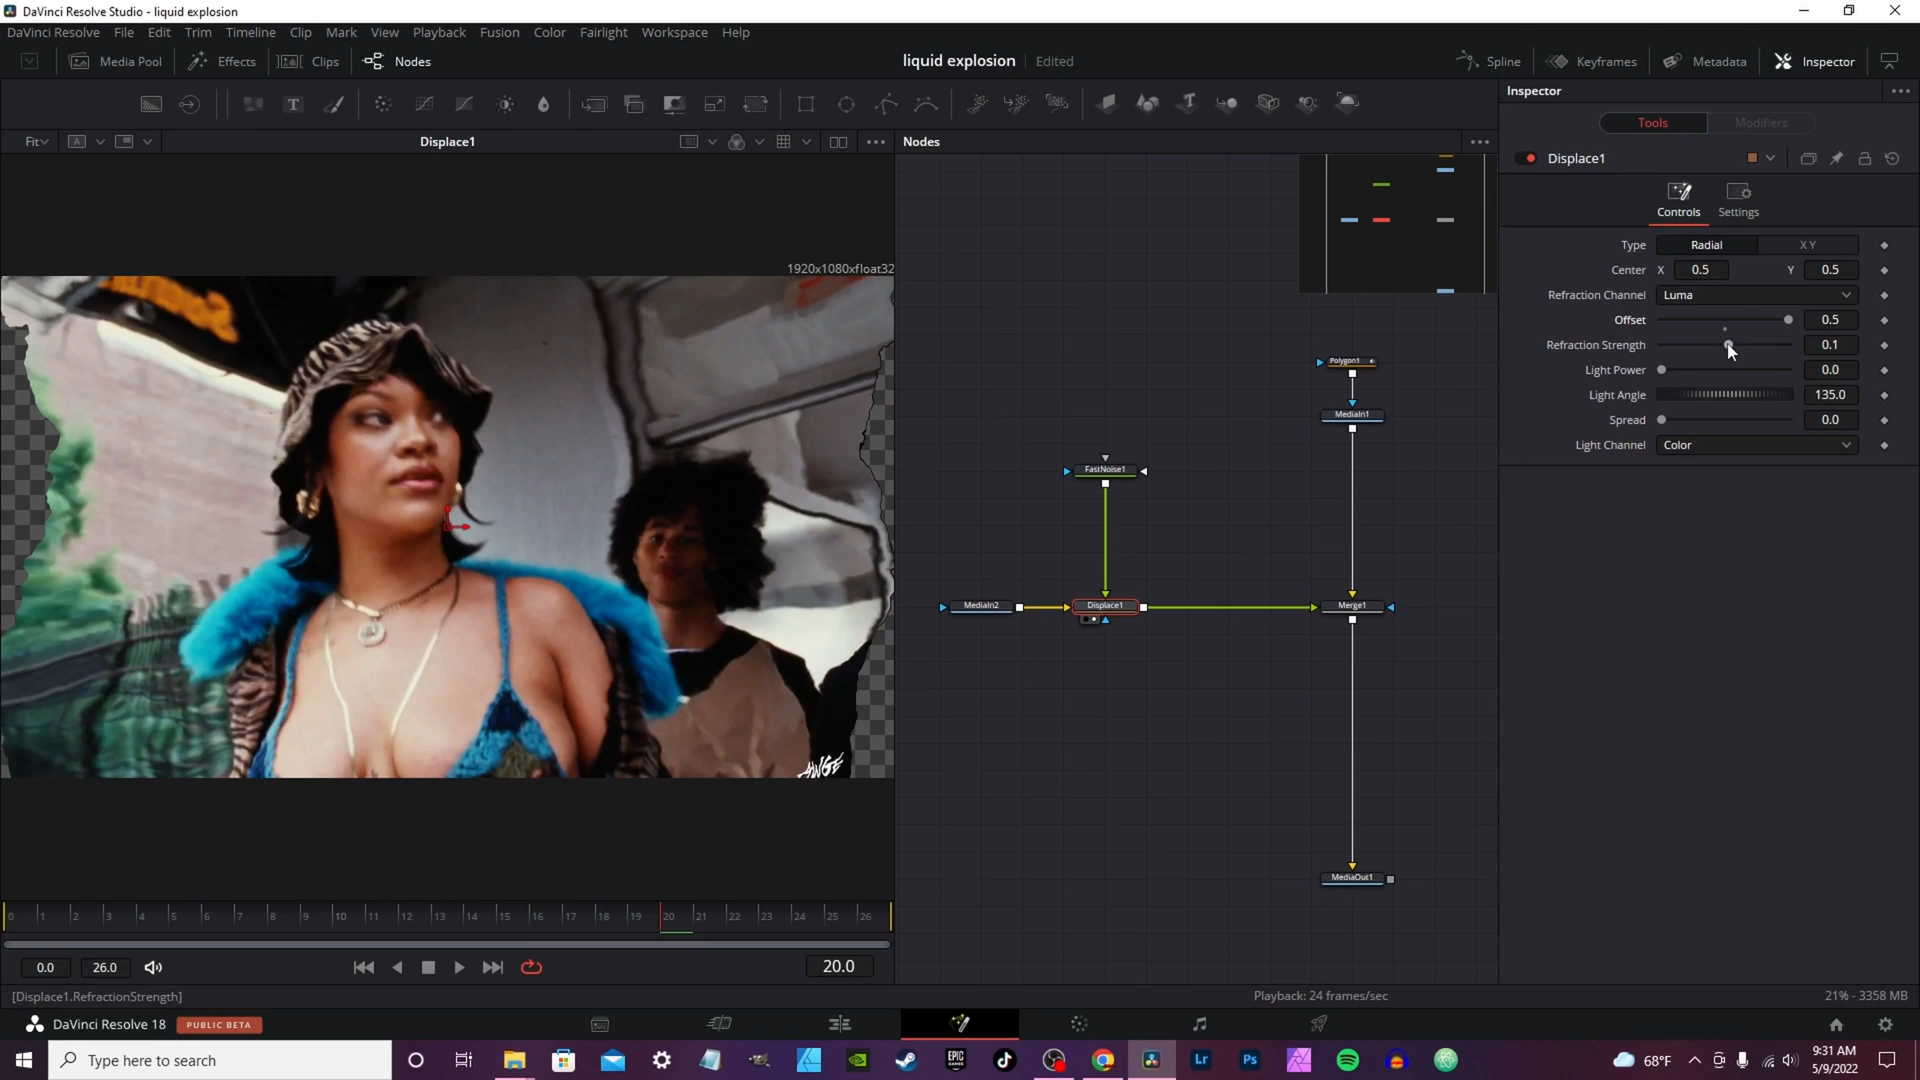 DaVinci Resolve Studio - liquid explosion
DaVinci Resolve File Edit Trim Timeline Clip Mark View Playback Fusion Color Fairlight Workspace Help
Media Pool Effects Clips Nodes liquid explosion Edited Spline Keyframes Metadata Inspector
Inspector
T T
Tools Modifiers
Fit A Displace1 Nodes
Displace1
1920x1080xfloat32
Controls Settings
Type Radial X Y
Center X 0.5 Y 0.5
Refraction Channel Luma
Offset 0.5
Refraction Strength 0.1
Light Power 0.0
Light Angle 135.0
Spread 0.0
Light Channel Color
Polygon1
MediaIn1
FastNoise1
MediaIn2 Displace1 Merge1
AWGE
MediaOut1
0 1 2 3 4 5 6 7 8 9 10 11 12 13 14 15 16 17 18 19 20 21 22 23 24 25 26
0.0 26.0 20.0
[Displace1.RefractionStrength] Playback: 24 frames/sec 21% - 3358 MB
DaVinci Resolve 18 PUBLIC BETA
Type here to search EPIC GAMES Lr Ps 68°F 9:31 AM
5/9/2022